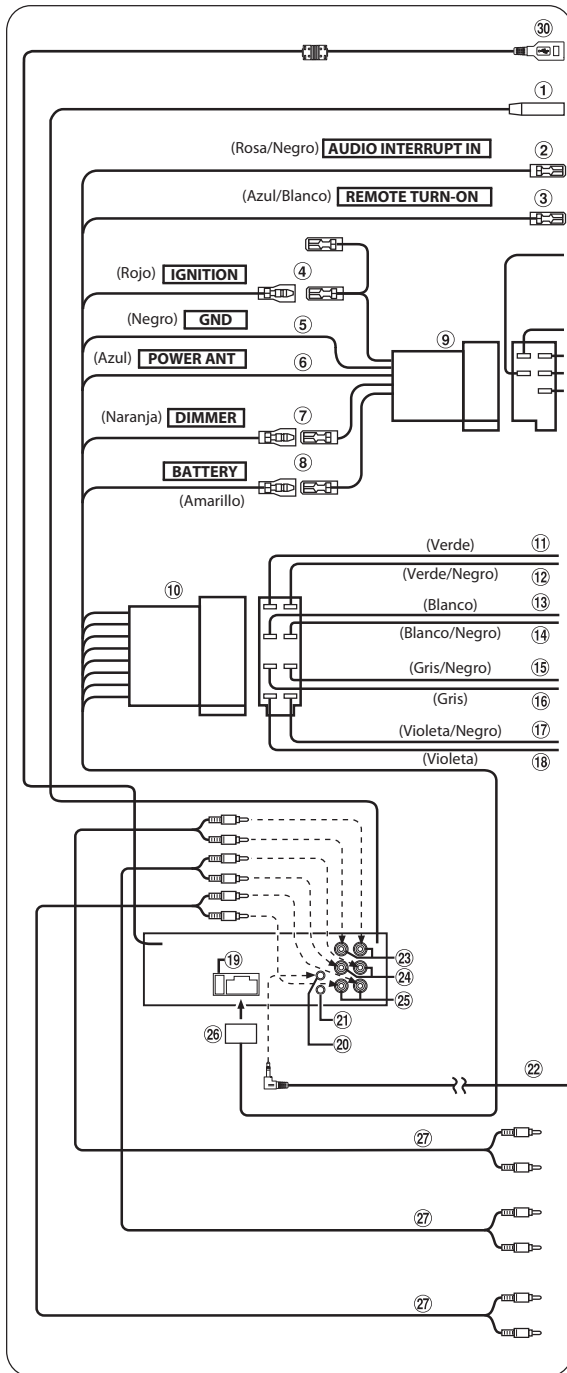 ㉚
①
(Rosa/Negro) AUDIO INTERRUPT IN ②
(Azul/Blanco) REMOTE TURN-ON ③
(Rojo) IGNITION ④
(Negro) GND ⑤ ⑨
(Azul) POWER ANT ⑥
(Naranja) DIMMER ⑦
BATTERY ⑧
(Amarillo)
(Verde) ⑪
(Verde/Negro) ⑫
⑩ (Blanco) ⑬
(Blanco/Negro) ⑭
(Gris/Negro) ⑮
(Gris) ⑯
(Violeta/Negro) ⑰
(Violeta) ⑱
⑲ ㉓
㉔
㉑ ㉕
㉖ ⑳
㉒
㉗
㉗
㉗